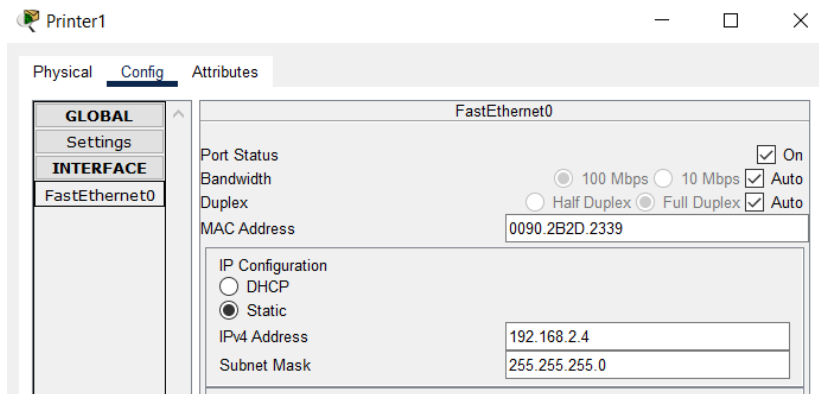 Printer1
Physical Config Attributes
GLOBAL
Settings
INTERFACE
FastEthernet0
FastEthernet0
Port Status On
Bandwidth 100 Mbps 10 Mbps Auto
Duplex Half Duplex Full Duplex Auto
MAC Address 0090.2B2D.2339
IP Configuration
DHCP
Static
IPv4 Address 192.168.2.4
Subnet Mask 255.255.255.0